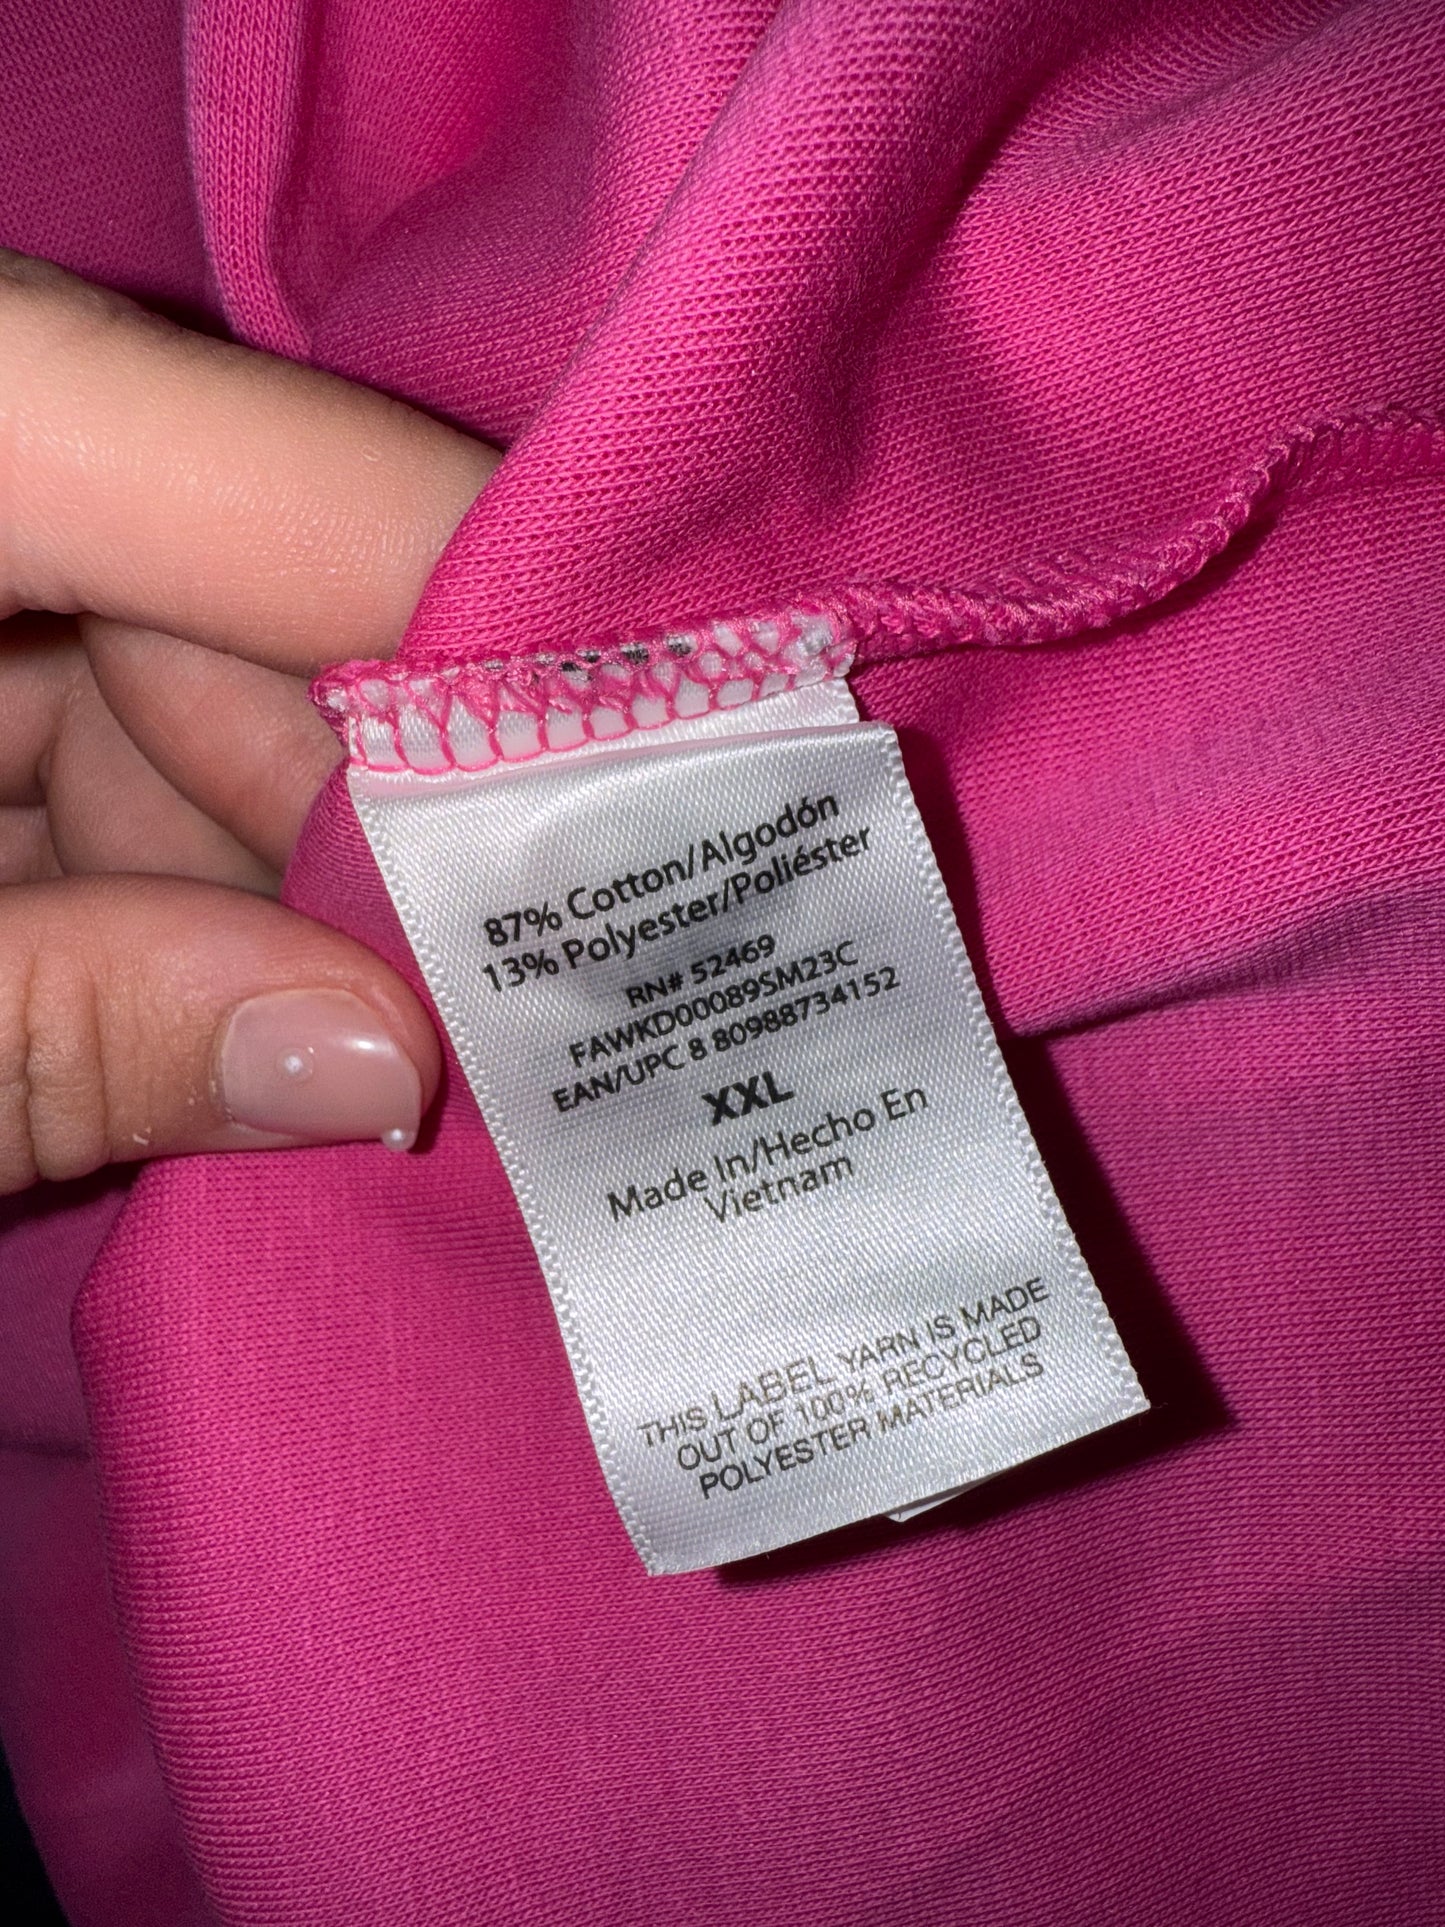 87% Cotton/Algodón
13% Polyester/Poliéster
RN# 52469
FAWKD00089SM23C
EAN/UPC 8 80988734152
XXL
Made In/Hecho En
Vietnam
THIS LABEL YARN IS MADE
OUT OF 100% RECYCLED
POLYESTER MATERIALS